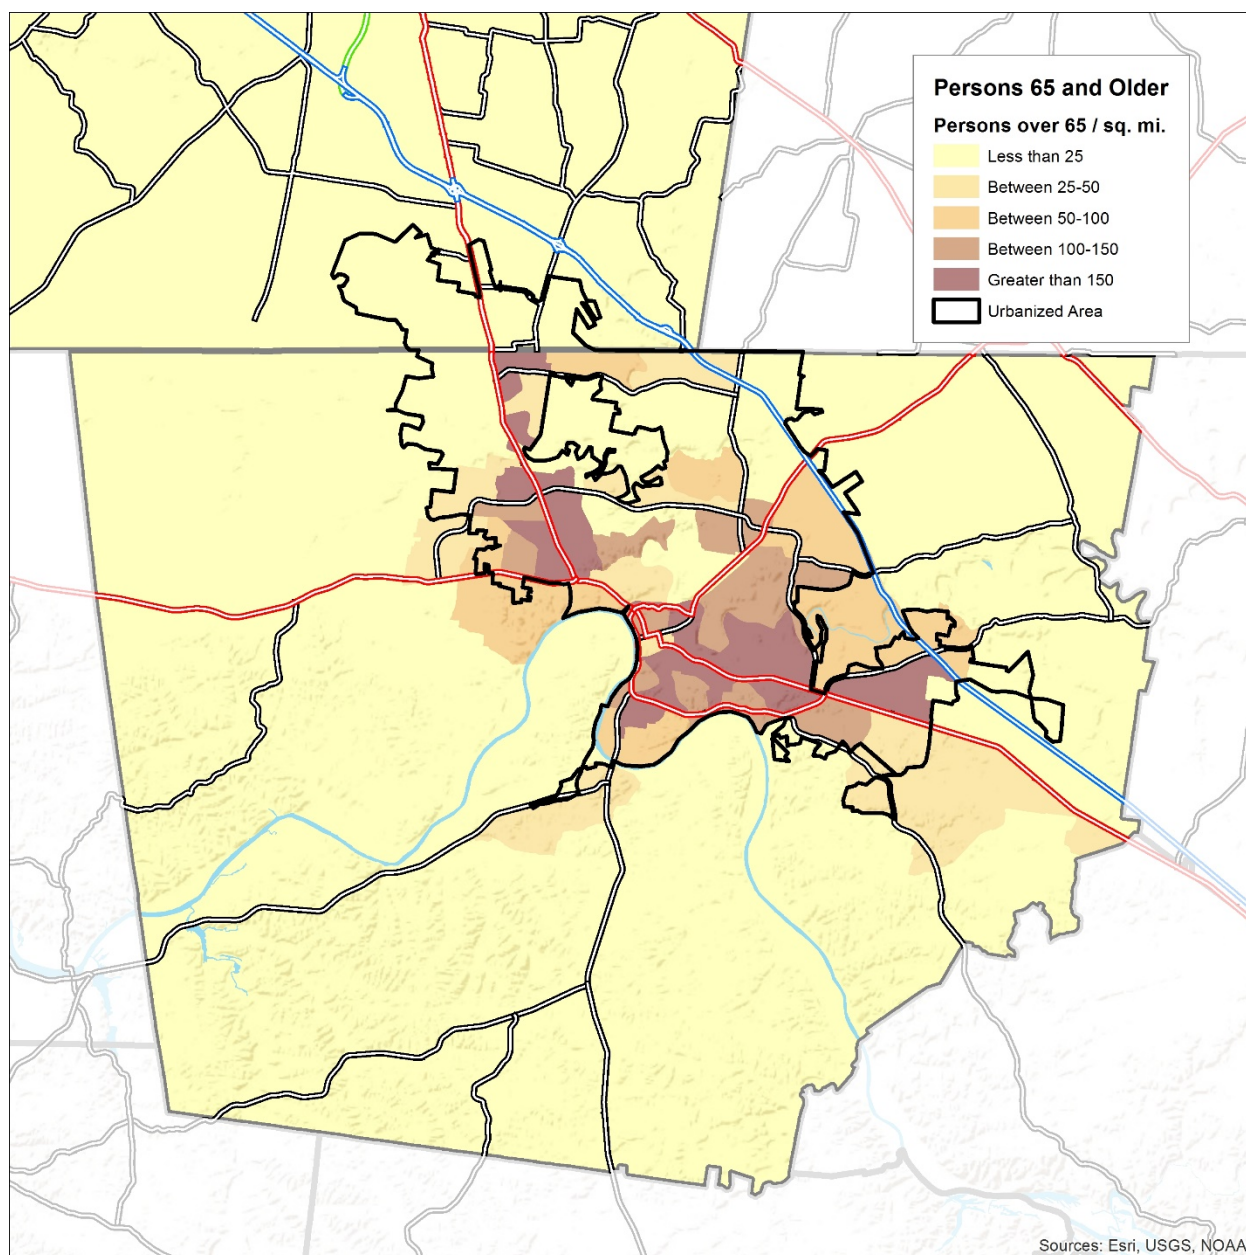 Persons 65 and Older
Persons over 65 / sq. mi.
Less than 25
Between 25-50
Between 50-100
Between 100-150
Greater than 150
Urbanized Area
Sources: Esri, USGS, NOAA